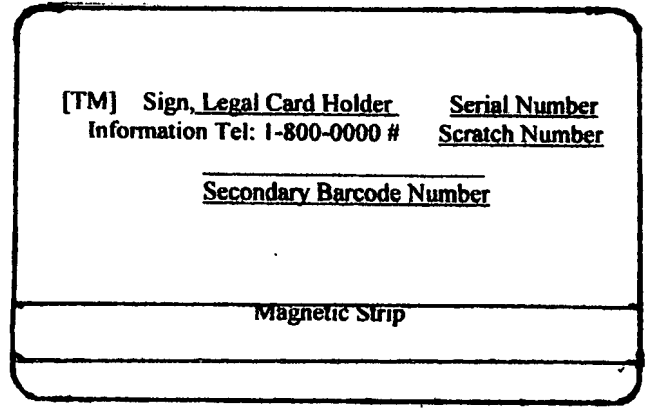 [TM] Sign, Legal Card Holder Serial Number
Information Tel: 1-800-0000 # Scratch Number
Secondary Barcode Number
Magnetic Strip